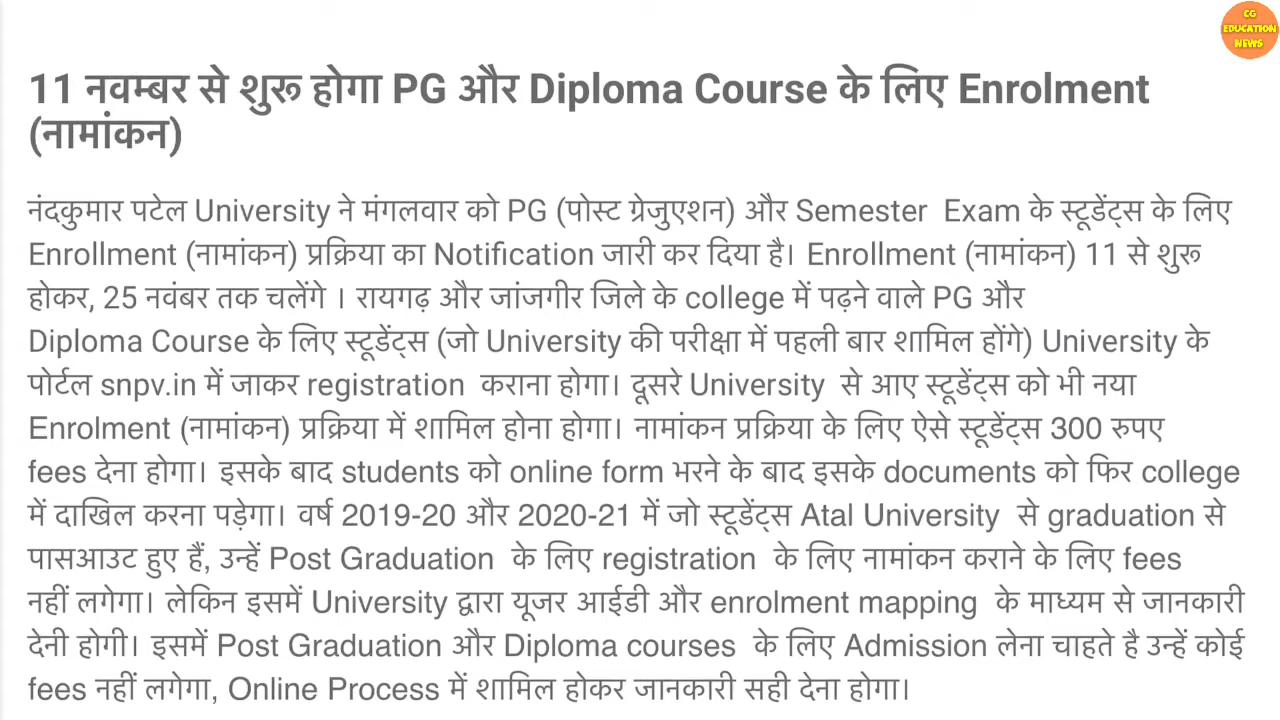 CG
EDUCATION
NEWS
11 नवम्बर से शुरू होगा PG और Diploma Course के लिए Enrolment
(नामांकन)
नंदकुमार पटेल University ने मंगलवार को PG (पोस्ट ग्रेजुएशन) और Semester Exam के स्टूडेंट्स के लिए
Enrollment (नामांकन) प्रक्रिया का Notification जारी कर दिया है। Enrollment (नामांकन) 11 से शुरू
होकर, 25 नवंबर तक चलेंगे । रायगढ़ और जांजगीर जिले के college में पढ़ने वाले PG और
Diploma Course के लिए स्टूडेंट्स (जो University की परीक्षा में पहली बार शामिल होंगे) University के
पोर्टल snpv.in में जाकर registration कराना होगा। दूसरे University से आए स्टूडेंट्स को भी नया
Enrolment (नामांकन) प्रक्रिया में शामिल होना होगा। नामांकन प्रक्रिया के लिए ऐसे स्टूडेंट्स 300 रुपए
fees देना होगा। इसके बाद students को online form भरने के बाद इसके documents को फिर college
में दाखिल करना पड़ेगा। वर्ष 2019-20 और 2020-21 में जो स्टूडेंट्स Atal University से graduation से
पासआउट हुए हैं, उन्हें Post Graduation के लिए registration के लिए नामांकन कराने के लिए fees
नहीं लगेगा। लेकिन इसमें University द्वारा यूजर आईडी और enrolment mapping के माध्यम से जानकारी
देनी होगी। इसमें Post Graduation और Diploma courses के लिए Admission लेना चाहते है उन्हें कोई
fees नहीं लगेगा, Online Process में शामिल होकर जानकारी सही देना होगा।